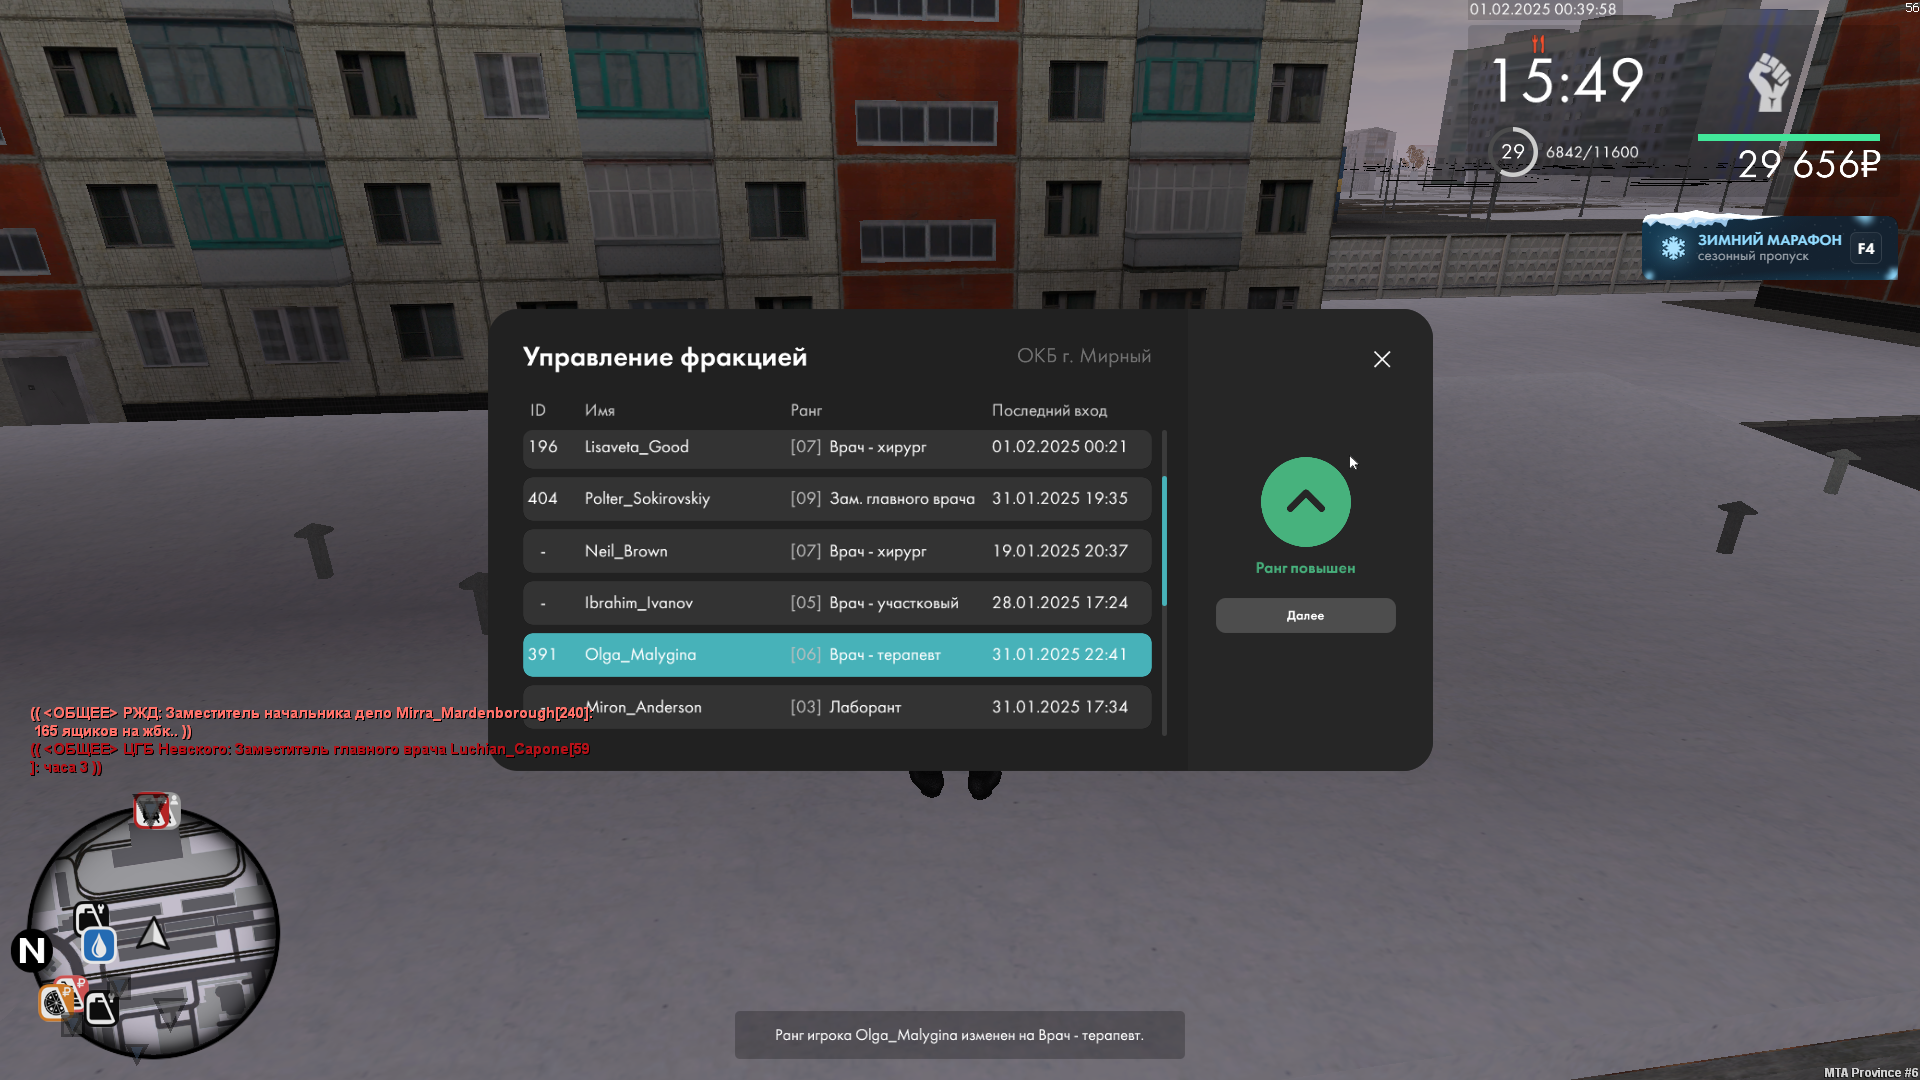 01.02.2025 00:39:58
56
15:49
29
6842/11600
29 656₽
ЗИМНИЙ МАРАФОН
сезонный пропуск
F4
Управление фракцией
ОКБ г. Мирный
ID Имя Ранг Последний вход
196 Lisaveta_Good [07] Врач - хирург 01.02.2025 00:21
404 Polter_Sokirovskiy [09] Зам. главного врача 31.01.2025 19:35
- Neil_Brown [07] Врач - хирург 19.01.2025 20:37
- Ibrahim_Ivanov [05] Врач - участковый 28.01.2025 17:24
391 Olga_Malygina [06] Врач - терапевт 31.01.2025 22:41
- Miron_Anderson [03] Лаборант 31.01.2025 17:34
Ранг повышен
Далее
(( <ОБЩЕЕ> РЖД: Заместитель начальника депо Mirra_Mardenborough[240]:
165 ящиков на жбк.. ))
(( <ОБЩЕЕ> ЦГБ Невского: Заместитель главного врача Luchian_Capone[59
]: часа 3 ))
N
Ранг игрока Olga_Malygina изменен на Врач - терапевт.
MTA Province #6